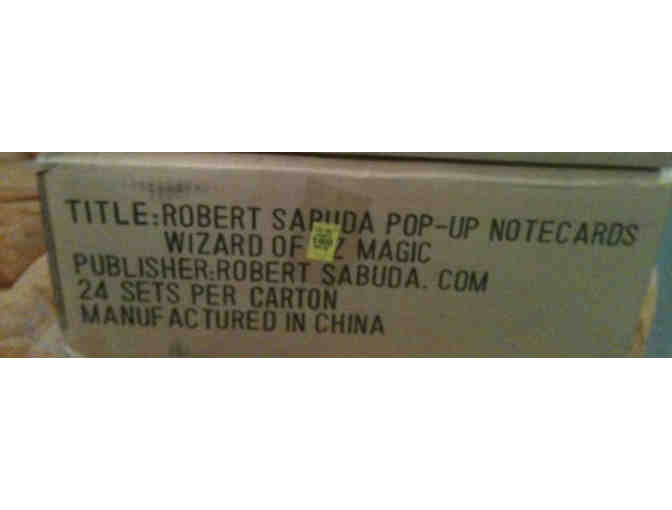 TITLE:ROBERT SABUDA POP-UP NOTECARDS
WIZARD OF Z MAGIC
PUBLISHER:ROBERT SABUDA. COM
24 SETS PER CARTON
MANUFACTURED IN CHINA